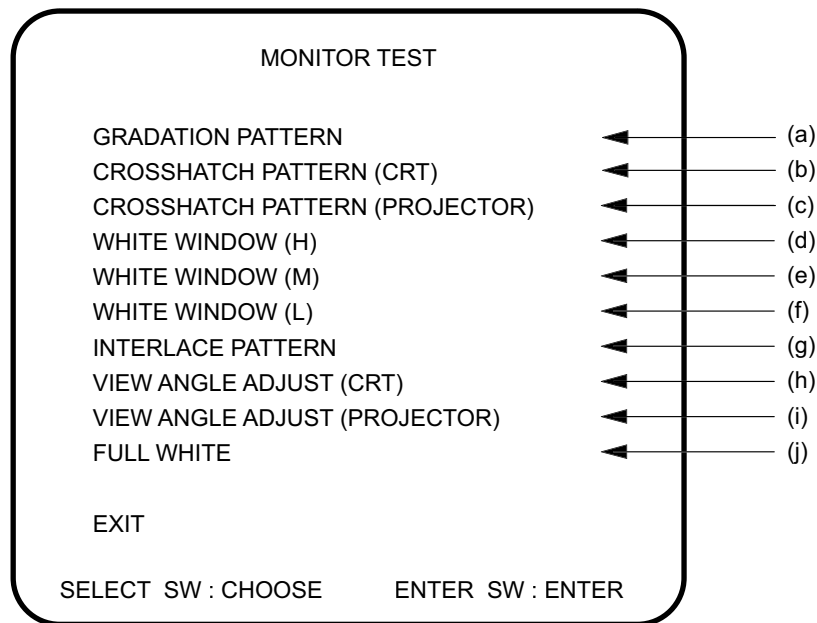 MONITOR TEST
GRADATION PATTERN (a)
CROSSHATCH PATTERN (CRT) (b)
CROSSHATCH PATTERN (PROJECTOR) (c)
WHITE WINDOW (H) (d)
WHITE WINDOW (M) (e)
WHITE WINDOW (L) (f)
INTERLACE PATTERN (g)
VIEW ANGLE ADJUST (CRT) (h)
VIEW ANGLE ADJUST (PROJECTOR) (i)
FULL WHITE (j)
EXIT
SELECT SW : CHOOSE ENTER SW : ENTER